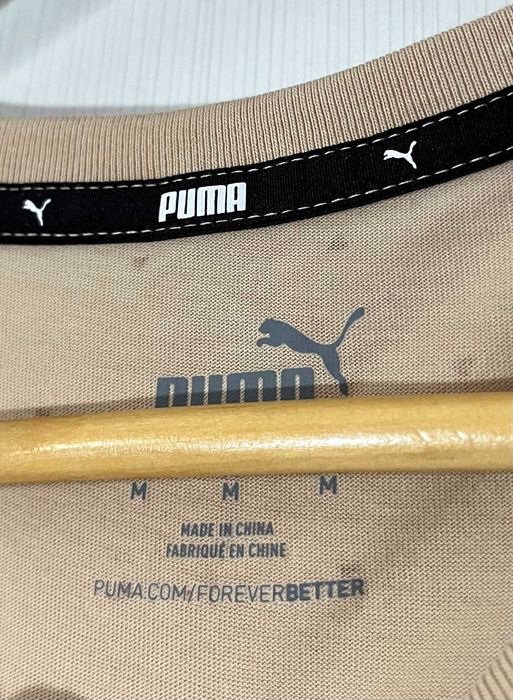 PUMA
PUMA
M M M
MADE IN CHINA
FABRIQUÉ EN CHINE
PUMA.COM/FOREVERBETTER